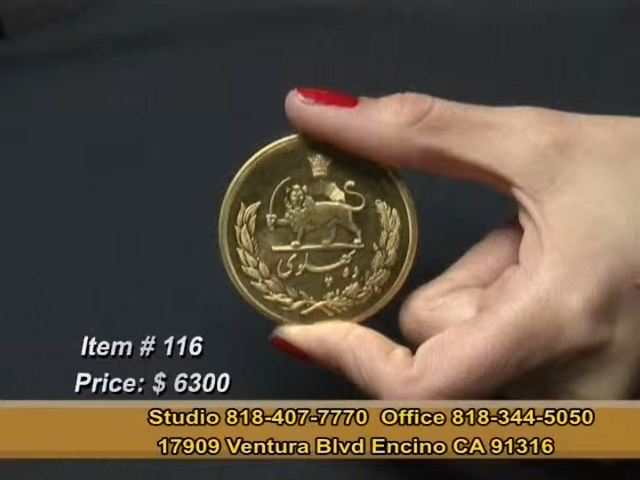 ده پهلوی
Item # 116
Price: $ 6300
Studio 818-407-7770 Office 818-344-5050
17909 Ventura Blvd Encino CA 91316